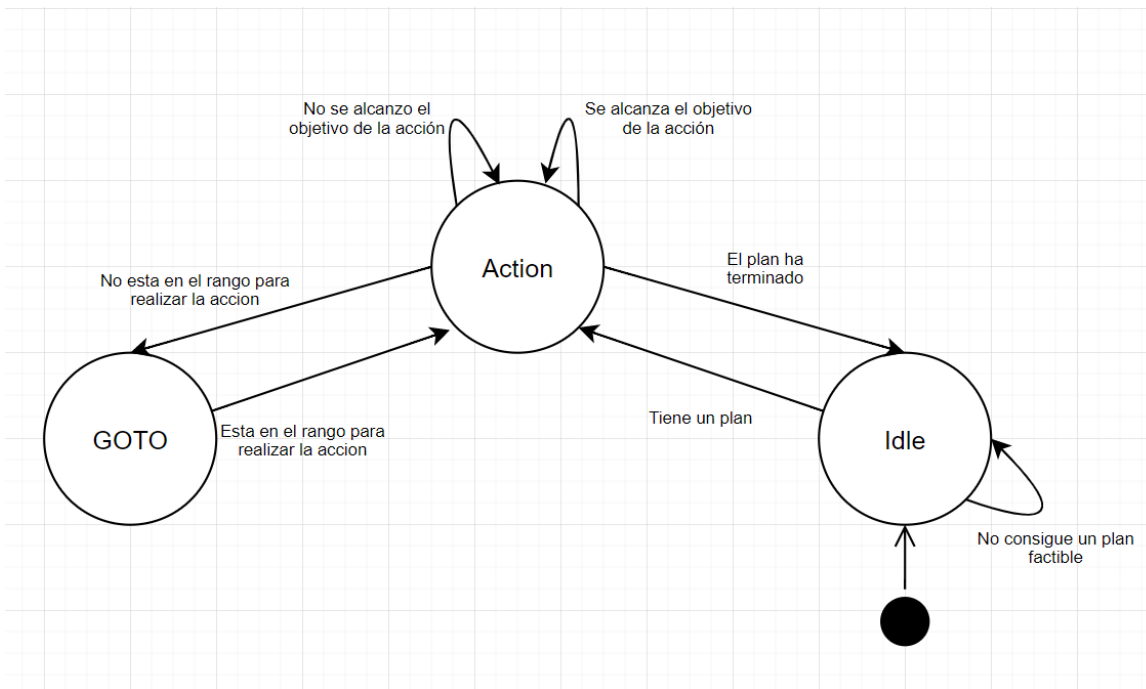 No se alcanzo el
objetivo de la acción
Se alcanza el objetivo
de la acción
Action
El plan ha
terminado
No esta en el rango para
realizar la accion
Tiene un plan
Esta en el rango para
realizar la accion
GOTO
Idle
No consigue un plan
factible